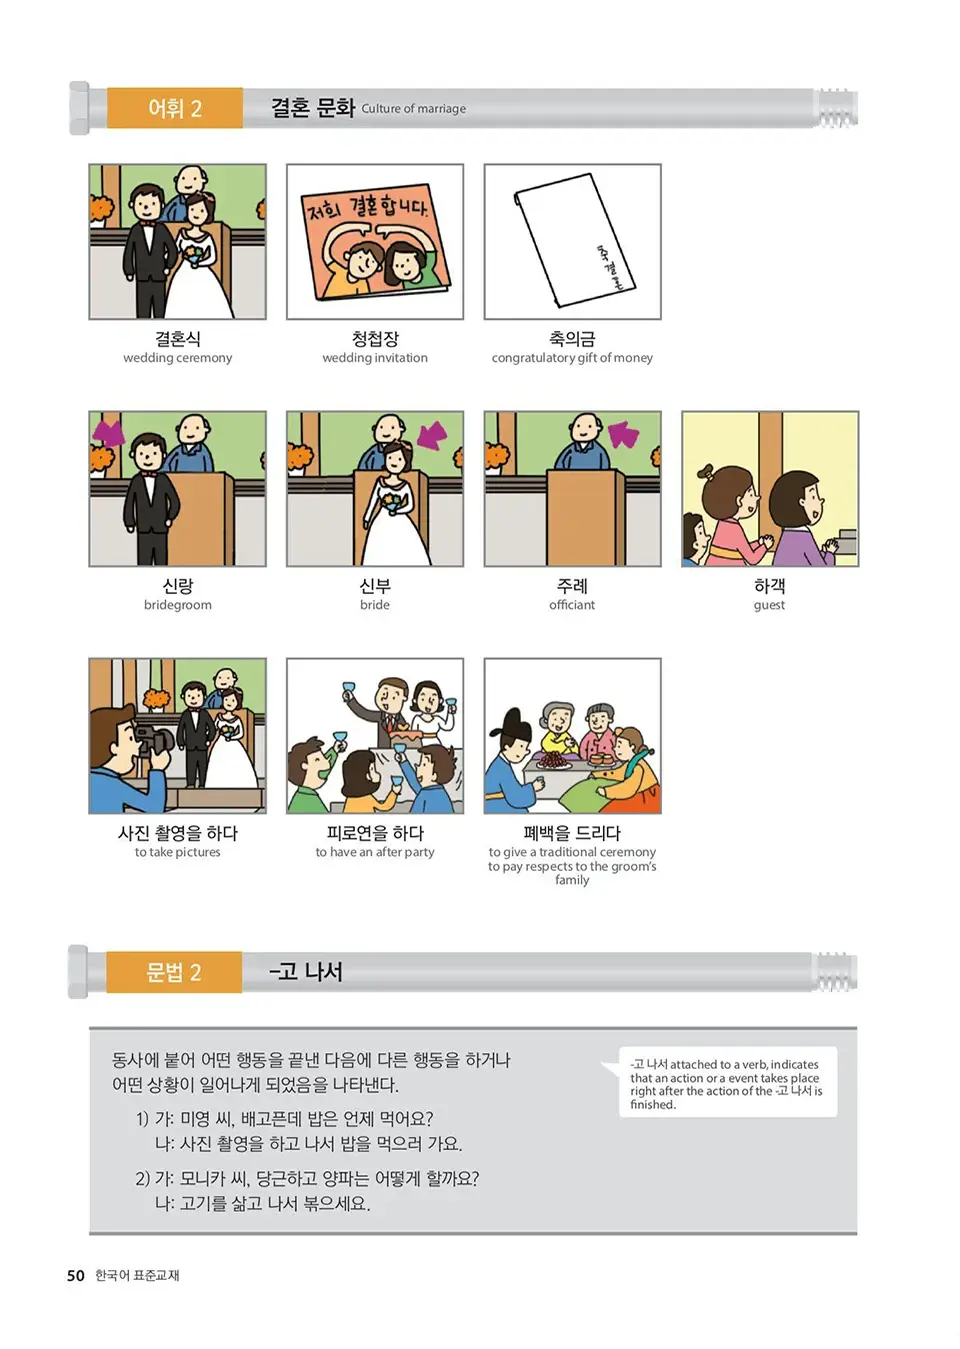 어휘 2
결혼 문화 Culture of marriage
저희 결혼합니다.
축결혼
결혼식
wedding ceremony
청첩장
wedding invitation
축의금
congratulatory gift of money
신랑
bridegroom
신부
bride
주례
officiant
하객
guest
사진 촬영을 하다
to take pictures
피로연을 하다
to have an after party
폐백을 드리다
to give a traditional ceremony
to pay respects to the groom's
family
문법 2
-고 나서
동사에 붙어 어떤 행동을 끝낸 다음에 다른 행동을 하거나
어떤 상황이 일어나게 되었음을 나타낸다.
1) 가: 미영 씨, 배고픈데 밥은 언제 먹어요?
나: 사진 촬영을 하고 나서 밥을 먹으러 가요.
2) 가: 모니카 씨, 당근하고 양파는 어떻게 할까요?
나: 고기를 삶고 나서 볶으세요.
-고 나서 attached to a verb, indicates
that an action or a event takes place
right after the action of the -고 나서 is
finished.
50 한국어 표준교재